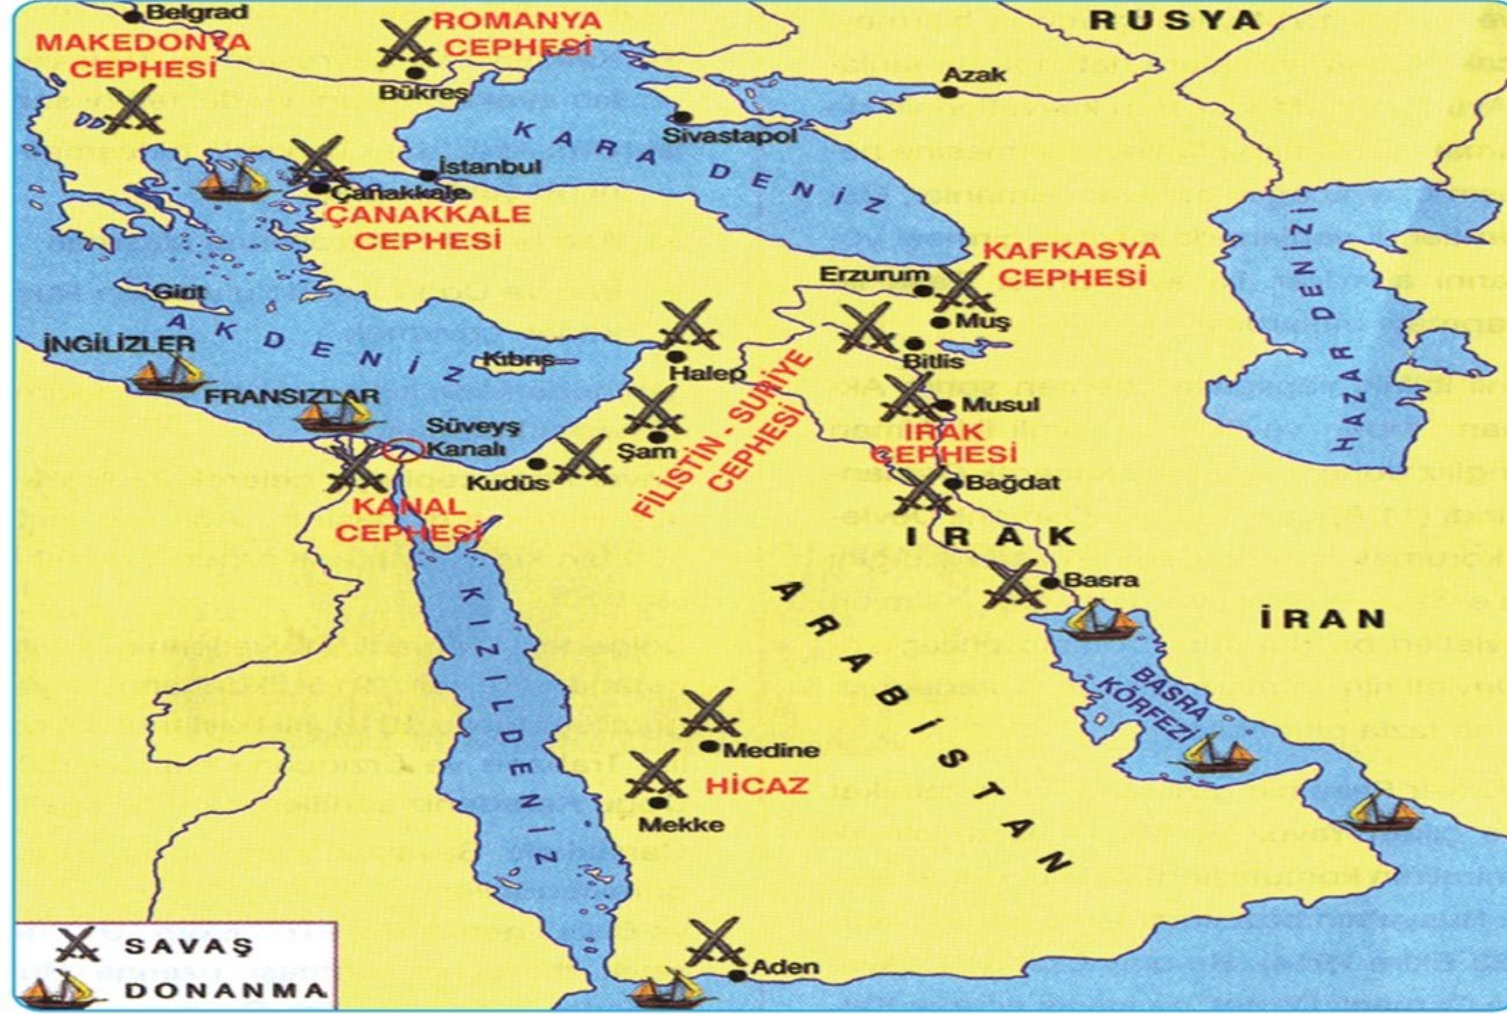 Belgrad
ROMANYA
CEPHESİ
RUSYA
MAKEDONYA
CEPHESİ
Bükreş
Azak
KARADENİZ
Sivastapol
İstanbul
Çanakkale
ÇANAKKALE
CEPHESİ
KAFKASYA
CEPHESİ
Erzurum
HAZAR DENİZİ
Girit
AKDENİZ
Muş
İNGİLİZLER
Kıbrıs
Bitlis
Halep
FRANSIZLAR
Musul
FİLİSTİN - SURİYE
CEPHESİ
Süveyş
Kanalı
Şam
IRAK
CEPHESİ
Kudüs
Bağdat
KANAL
CEPHESİ
IRAK
Basra
ARABİSTAN
İRAN
KIZILDENİZ
BASRA
KÖRFEZİ
Medine
HİCAZ
Mekke
SAVAŞ
DONANMA
Aden